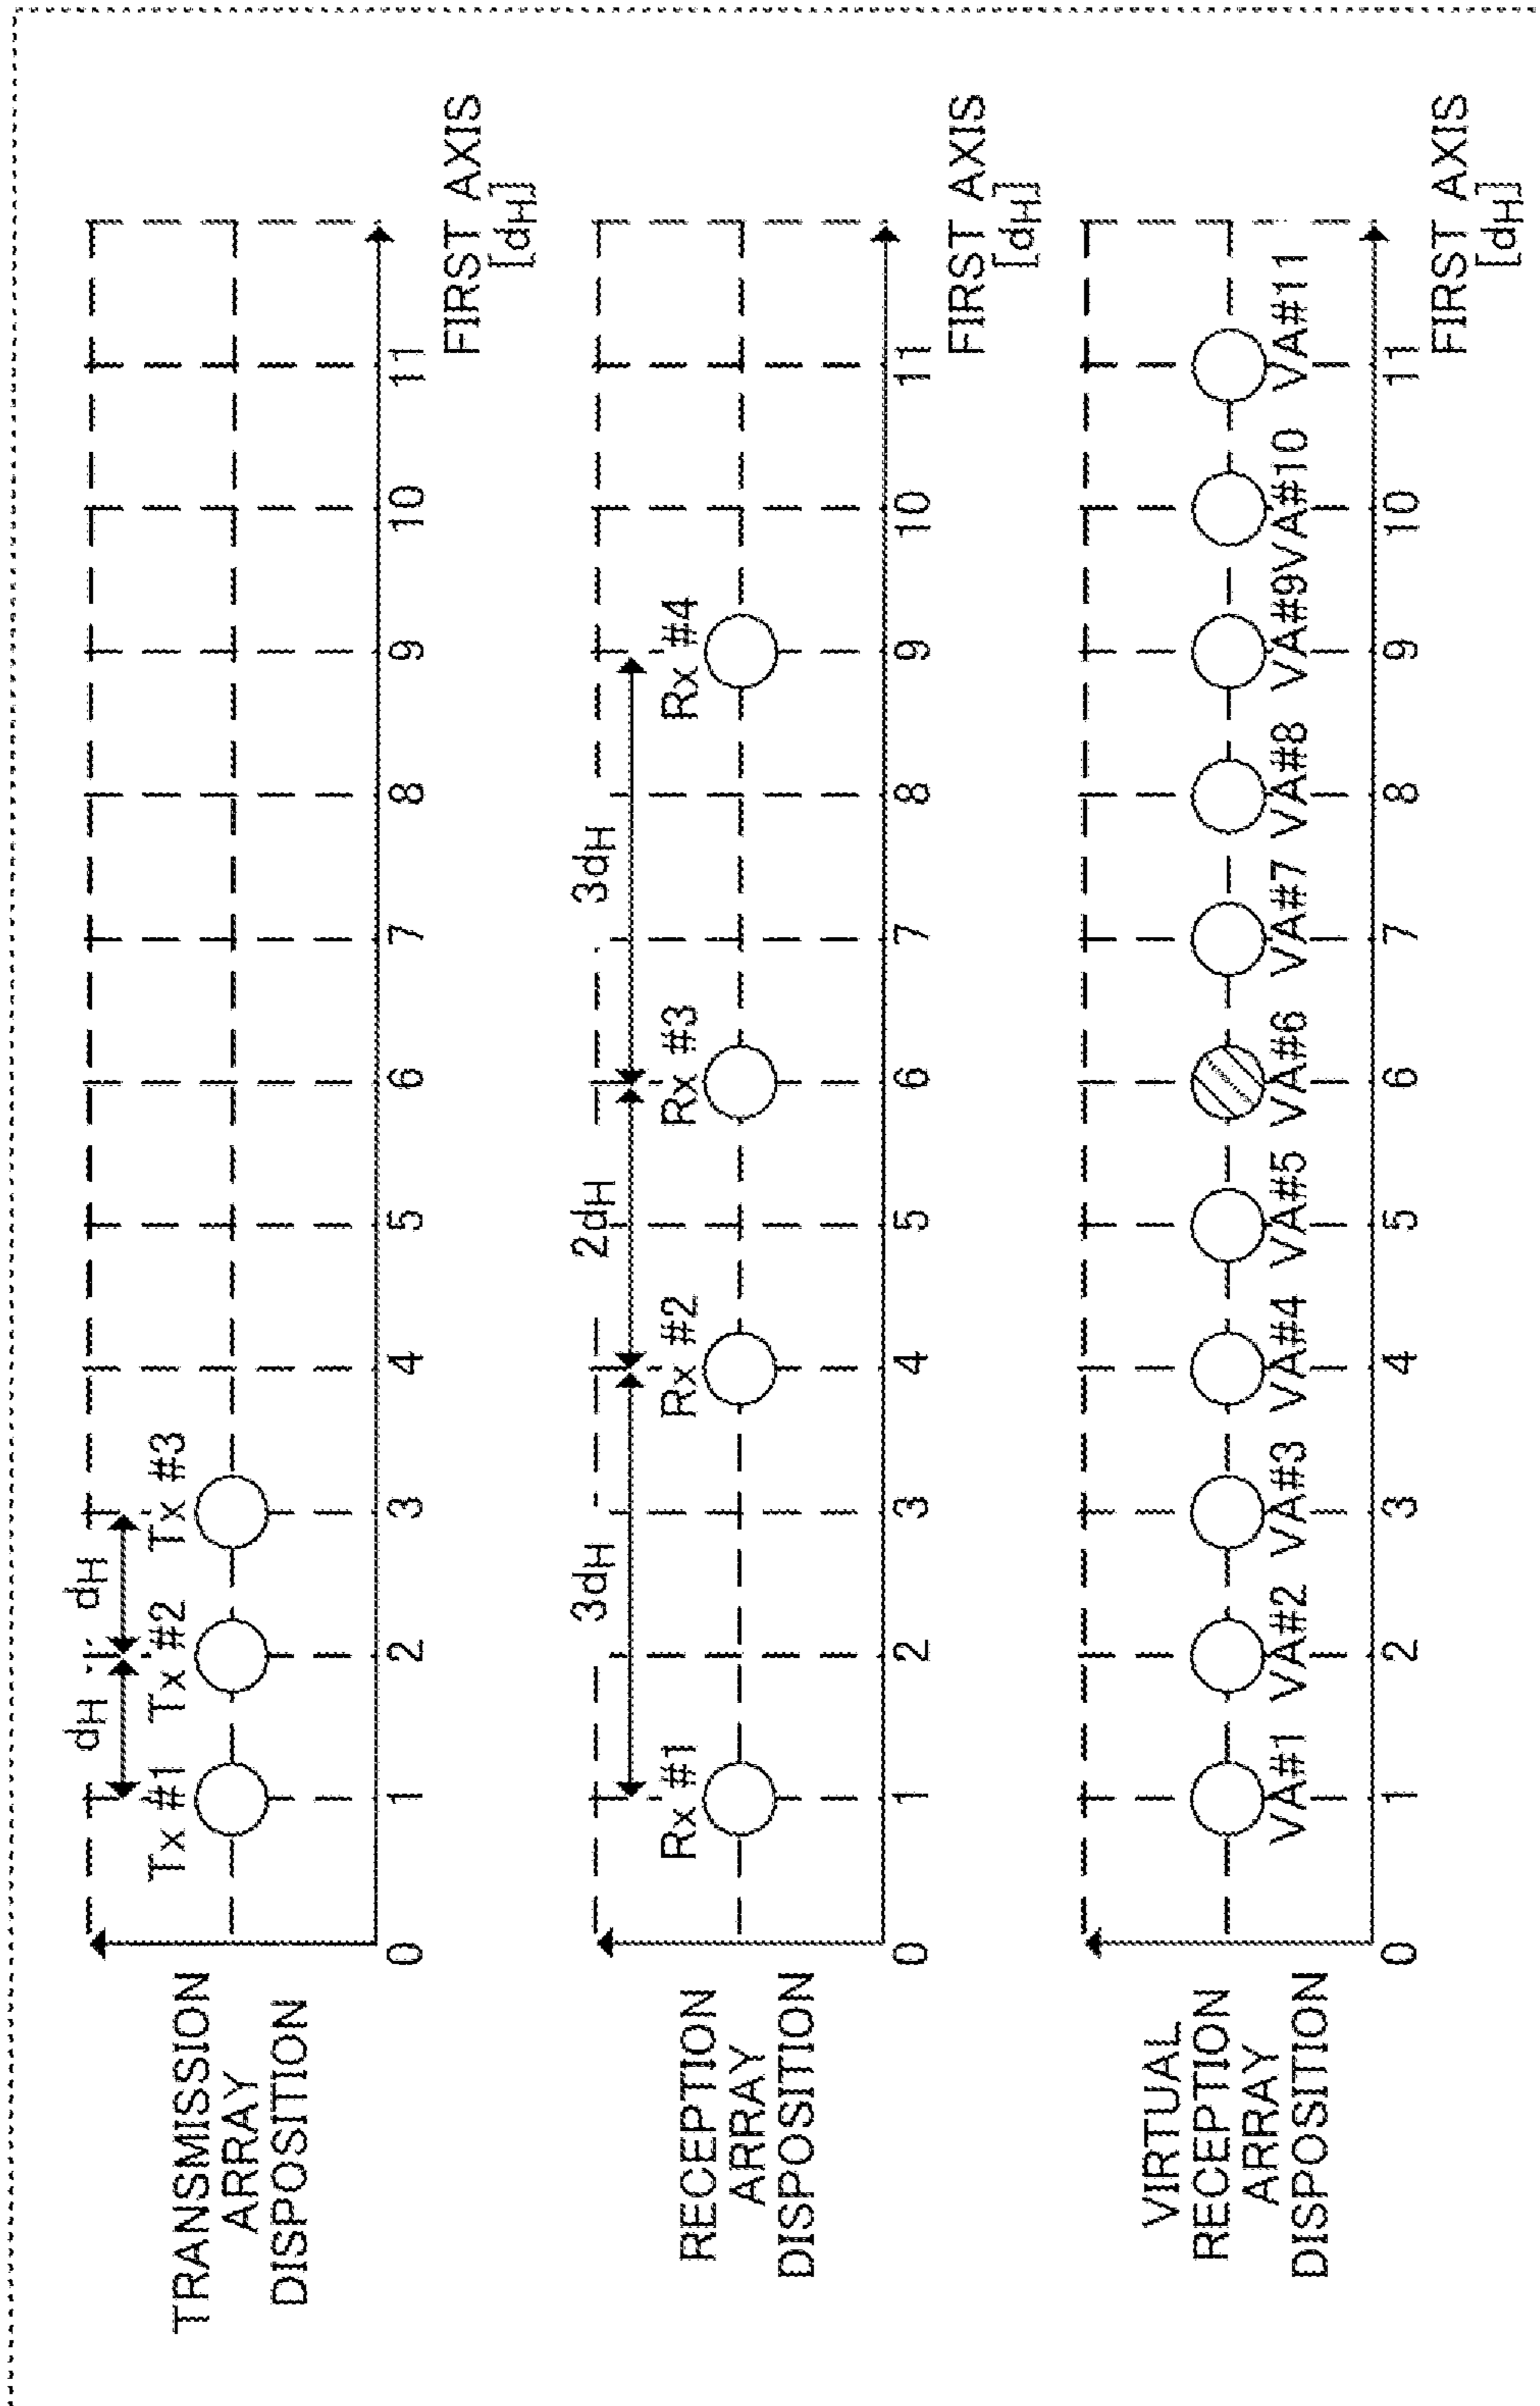 TRANSMISSION
ARRAY
DISPOSITION
dH dH
Tx #1 Tx #2 Tx #3
0 1 2 3 4 5 6 7 8 9 10 11
FIRST AXIS
[dH]
RECEPTION
ARRAY
DISPOSITION
3dH 2dH 3dH
Rx #1 Rx #2 Rx #3 Rx #4
0 1 2 3 4 5 6 7 8 9 10 11
FIRST AXIS
[dH]
VIRTUAL
RECEPTION
ARRAY
DISPOSITION
VA#1 VA#2 VA#3 VA#4 VA#5 VA#6 VA#7 VA#8 VA#9 VA#10 VA#11
0 1 2 3 4 5 6 7 8 9 10 11
FIRST AXIS
[dH]